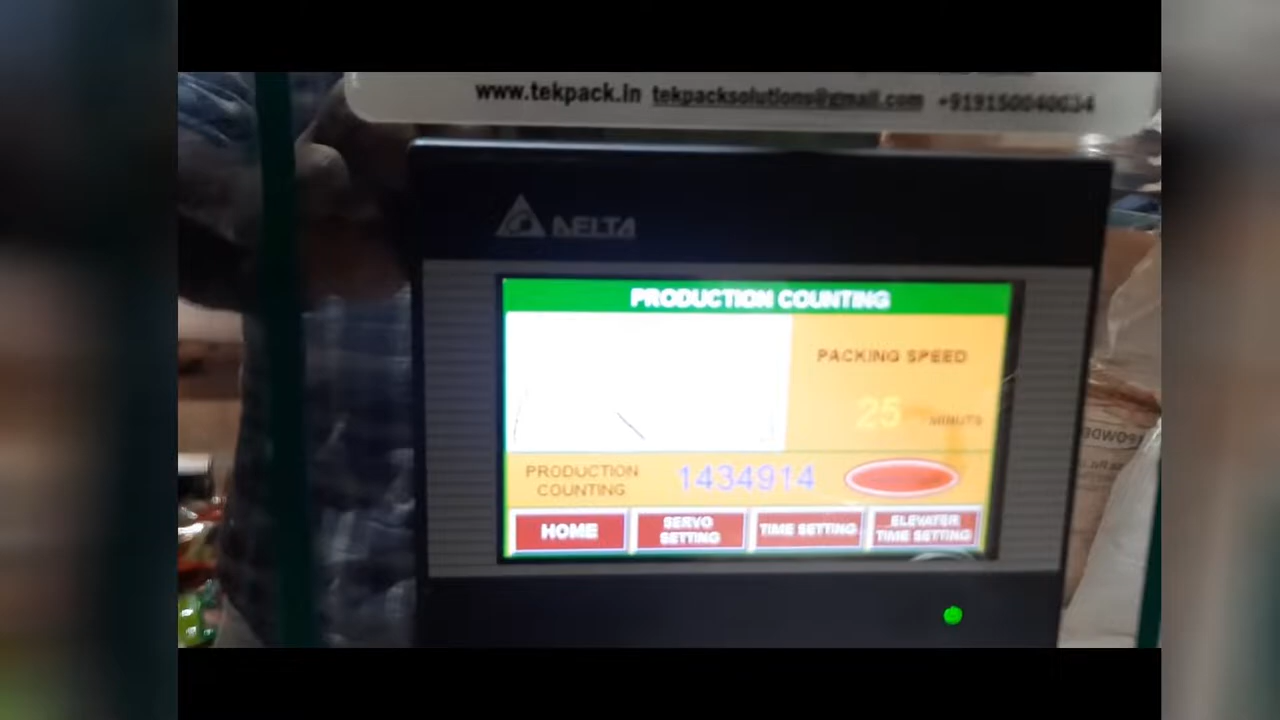 www.tekpack.in tekpacksolutions@gmail.com +919150040034
DELTA
PRODUCTION COUNTING
PACKING SPEED
25 MINUTS
PRODUCTION
COUNTING
1434914
HOME
SERVO
SETTING
TIME SETTING
ELEVATER
TIME SETTING